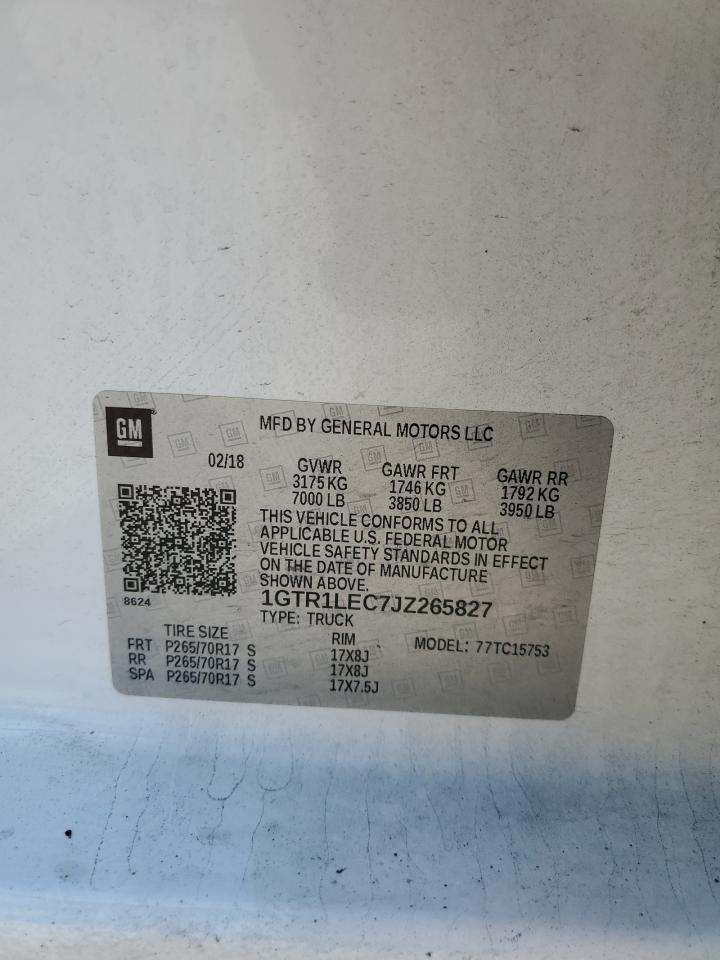 GM
MFD BY GENERAL MOTORS LLC
02/18
GVWR GAWR FRT GAWR RR
3175 KG 1746 KG 1792 KG
7000 LB 3850 LB 3950 LB
THIS VEHICLE CONFORMS TO ALL
APPLICABLE U.S. FEDERAL MOTOR
VEHICLE SAFETY STANDARDS IN EFFECT
ON THE DATE OF MANUFACTURE
SHOWN ABOVE.
8624
1GTR1LEC7JZ265827
TYPE: TRUCK
TIRE SIZE RIM MODEL: 77TC15753
FRT P265/70R17 S 17X8J
RR P265/70R17 S 17X8J
SPA P265/70R17 S 17X7.5J